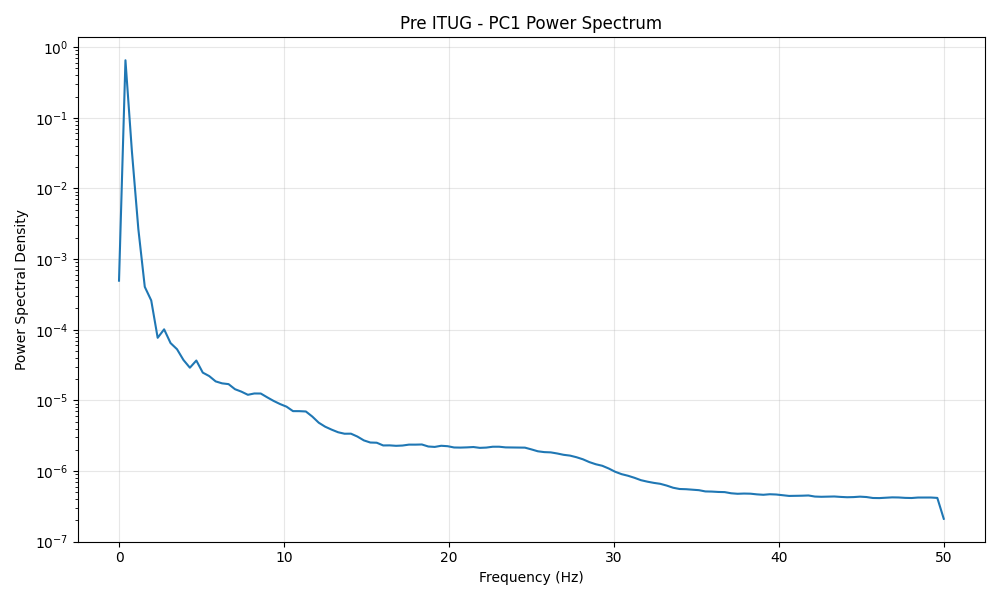 Pre ITUG - PC1 Power Spectrum
10⁰
10⁻¹
10⁻²
10⁻³
10⁻⁴
10⁻⁵
10⁻⁶
10⁻⁷
Power Spectral Density
0 10 20 30 40 50
Frequency (Hz)